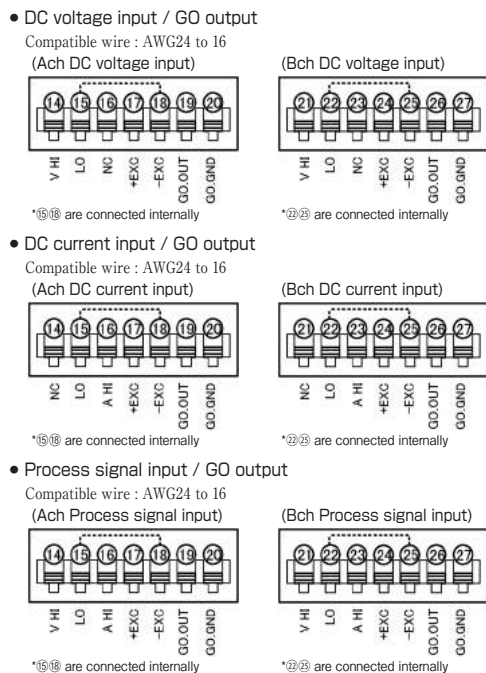 ● DC voltage input / GO output
Compatible wire : AWG24 to 16
(Ach DC voltage input)
14 15 16 17 18 19 20
V HI LO NC +EXC -EXC GO.OUT GO.GND
*⑮⑱ are connected internally
(Bch DC voltage input)
21 22 23 24 25 26 27
V HI LO NC +EXC -EXC GO.OUT GO.GND
*㉒㉕ are connected internally
● DC current input / GO output
Compatible wire : AWG24 to 16
(Ach DC current input)
14 15 16 17 18 19 20
NC LO A HI +EXC -EXC GO.OUT GO.GND
*⑮⑱ are connected internally
(Bch DC current input)
21 22 23 24 25 26 27
NC LO A HI +EXC -EXC GO.OUT GO.GND
*㉒㉕ are connected internally
● Process signal input / GO output
Compatible wire : AWG24 to 16
(Ach Process signal input)
14 15 16 17 18 19 20
V HI LO A HI +EXC -EXC GO.OUT GO.GND
*⑮⑱ are connected internally
(Bch Process signal input)
21 22 23 24 25 26 27
V HI LO A HI +EXC -EXC GO.OUT GO.GND
*㉒㉕ are connected internally